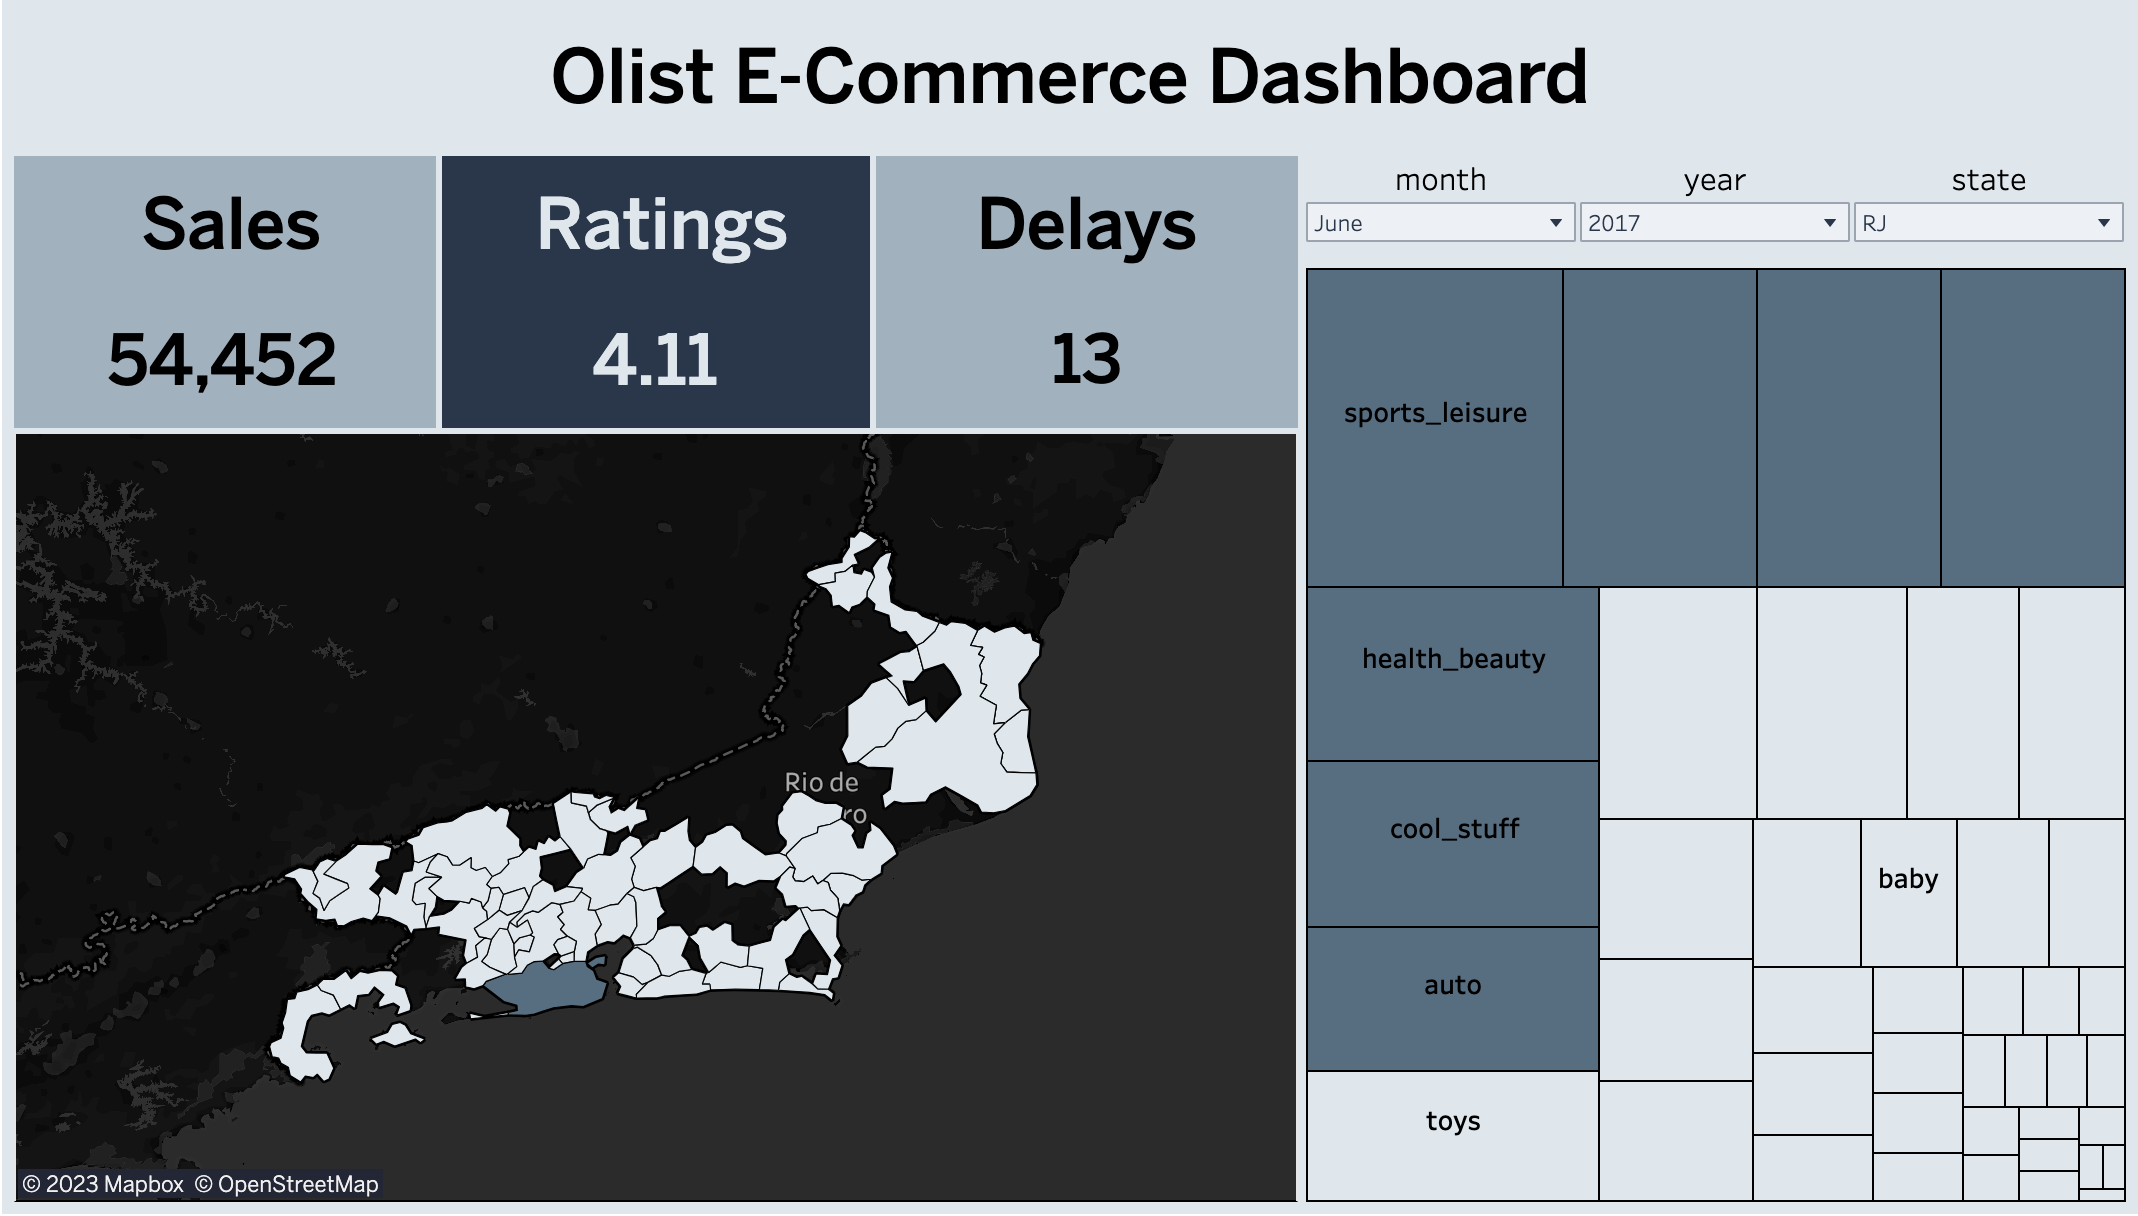 Olist E-Commerce Dashboard
Sales
54,452
Ratings
4.11
Delays
13
month
June
year
2017
state
RJ
Rio de
ro
© 2023 Mapbox © OpenStreetMap
sports_leisure
health_beauty
cool_stuff
auto
toys
baby